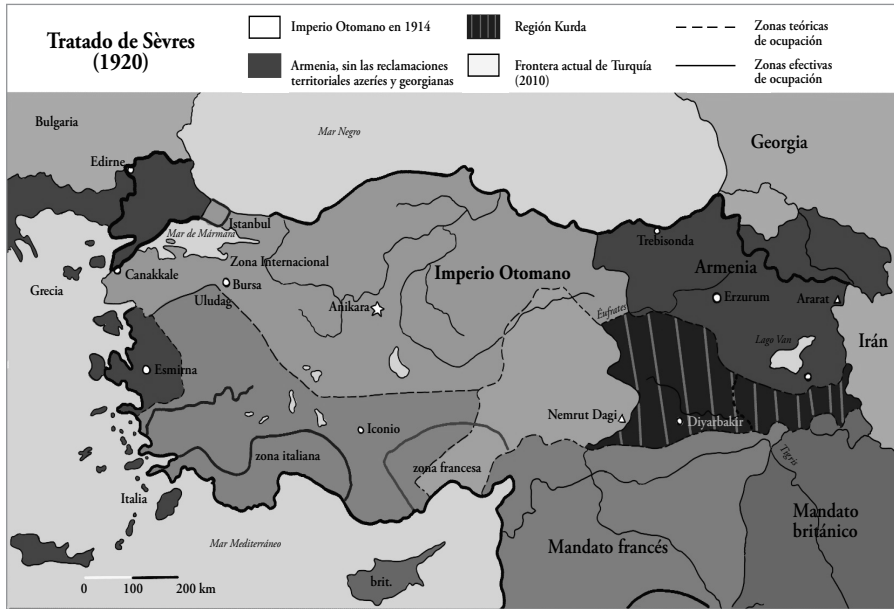 Tratado de Sèvres
(1920)
Imperio Otomano en 1914
Armenia, sin las reclamaciones
territoriales azeríes y georgianas
Región Kurda
Frontera actual de Turquía
(2010)
Zonas teóricas
de ocupación
Zonas efectivas
de ocupación
Bulgaria
Mar Negro
Georgia
Edirne
Istanbul
Mar de Mármara
Trebisonda
Zona Internacional
Armenia
Canakkale
Imperio Otomano
Grecia
Bursa
Uludag
Anikara
Erzurum
Ararat
Éufrates
Lago Van
Irán
Esmirna
Nemrut Dagi
Diyarbakir
Iconio
zona italiana
zona francesa
Tigris
Italia
Mandato
británico
Mar Mediterráneo
Mandato francés
brit.
0 100 200 km